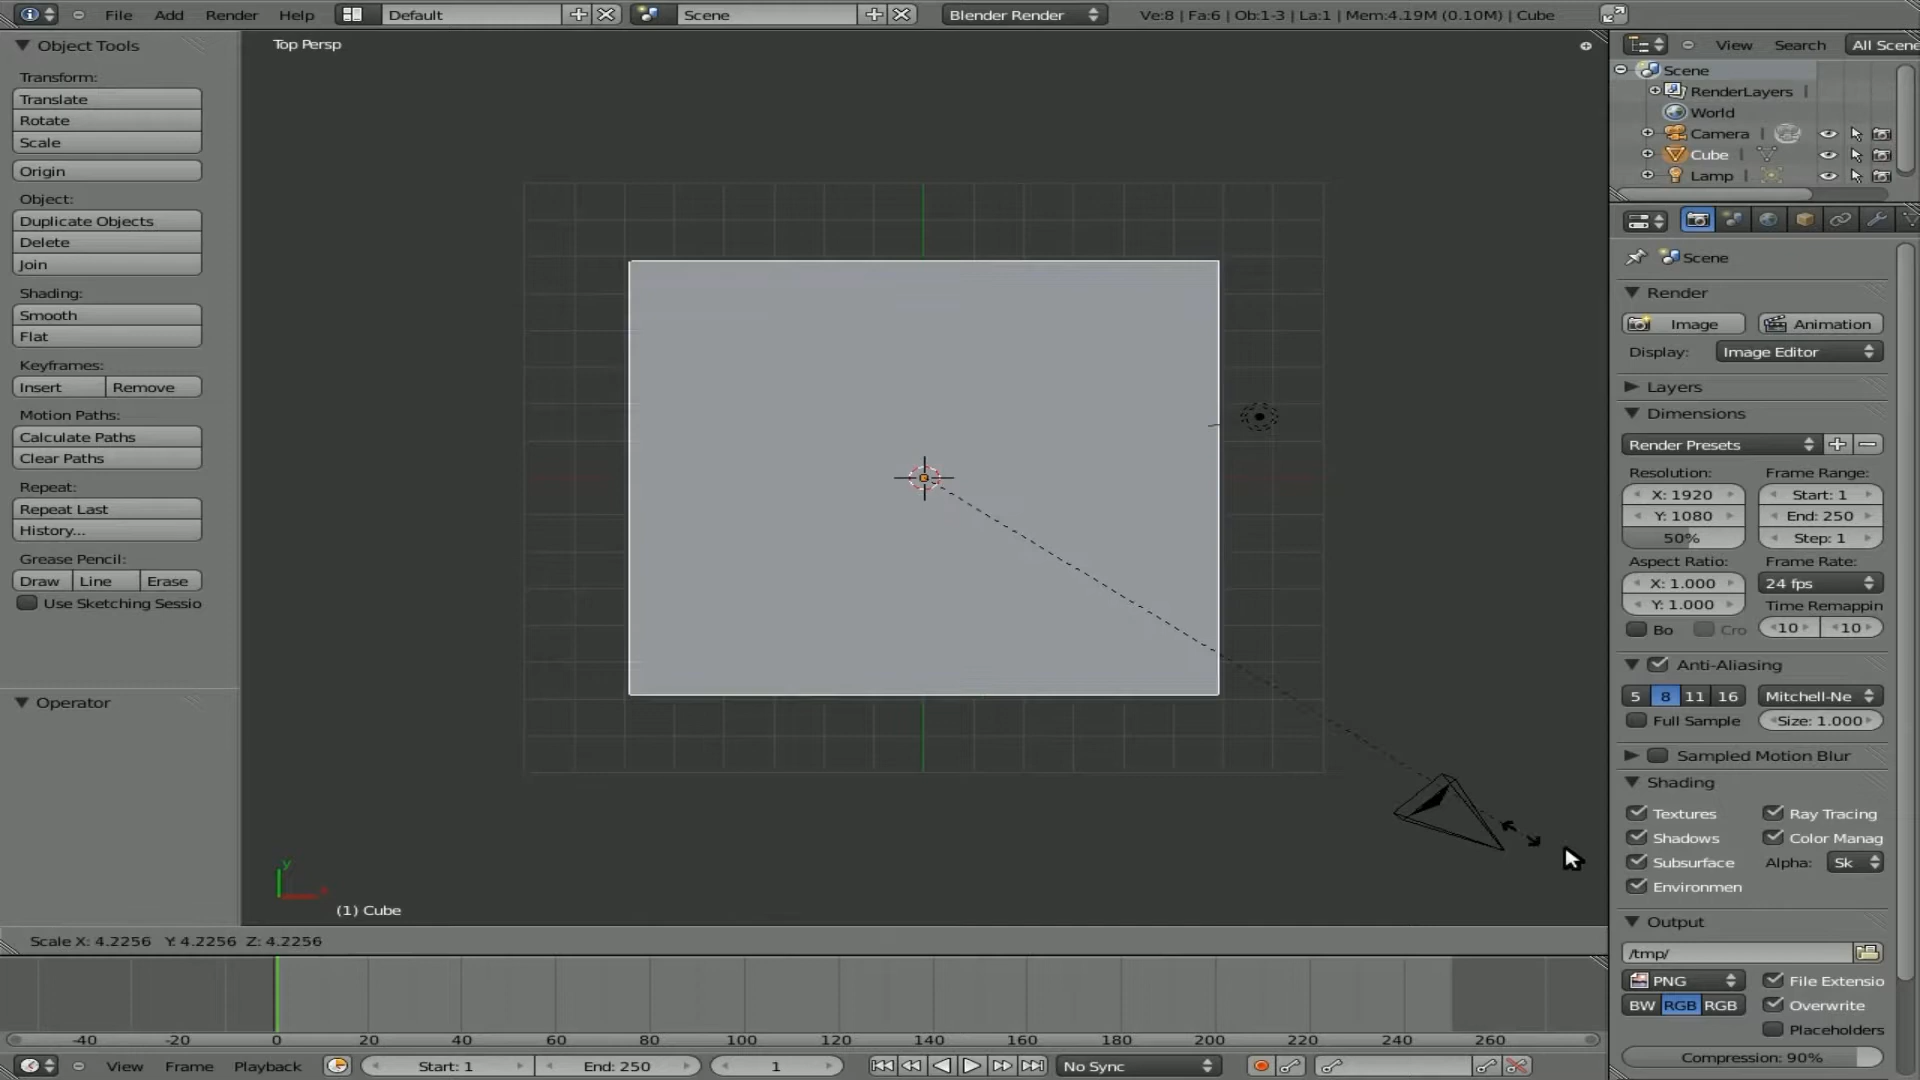 File Add Render Help Default Scene Blender Render Ve:8 | Fa:6 | Ob:1-3 | La:1 | Mem:4.19M (0.10M) | Cube
Object Tools
Transform:
Translate
Rotate
Scale
Origin
Object:
Duplicate Objects
Delete
Join
Shading:
Smooth
Flat
Keyframes:
Insert Remove
Motion Paths:
Calculate Paths
Clear Paths
Repeat:
Repeat Last
History...
Grease Pencil:
Draw Line Erase
Use Sketching Sessio
Operator
Top Persp
y
(1) Cube
Scale X: 4.2256 Y: 4.2256 Z: 4.2256
-40 -20 0 20 40 60 80 100 120 140 160 180 200 220 240 260
View Frame Playback Start: 1 End: 250 1 No Sync
View Search All Scene
Scene
RenderLayers
World
Camera
Cube
Lamp
Scene
Render
Image Animation
Display: Image Editor
Layers
Dimensions
Render Presets
Resolution: Frame Range:
X: 1920 Start: 1
Y: 1080 End: 250
50% Step: 1
Aspect Ratio: Frame Rate:
X: 1.000 24 fps
Y: 1.000 Time Remappin
Bo Cro 10 10
Anti-Aliasing
5 8 11 16 Mitchell-Ne
Full Sample Size: 1.000
Sampled Motion Blur
Shading
Textures Ray Tracing
Shadows Color Manag
Subsurface Alpha: Sk
Environmen
Output
/tmp/
PNG File Extensio
BW RGB RGB Overwrite
Placeholders
Compression: 90%